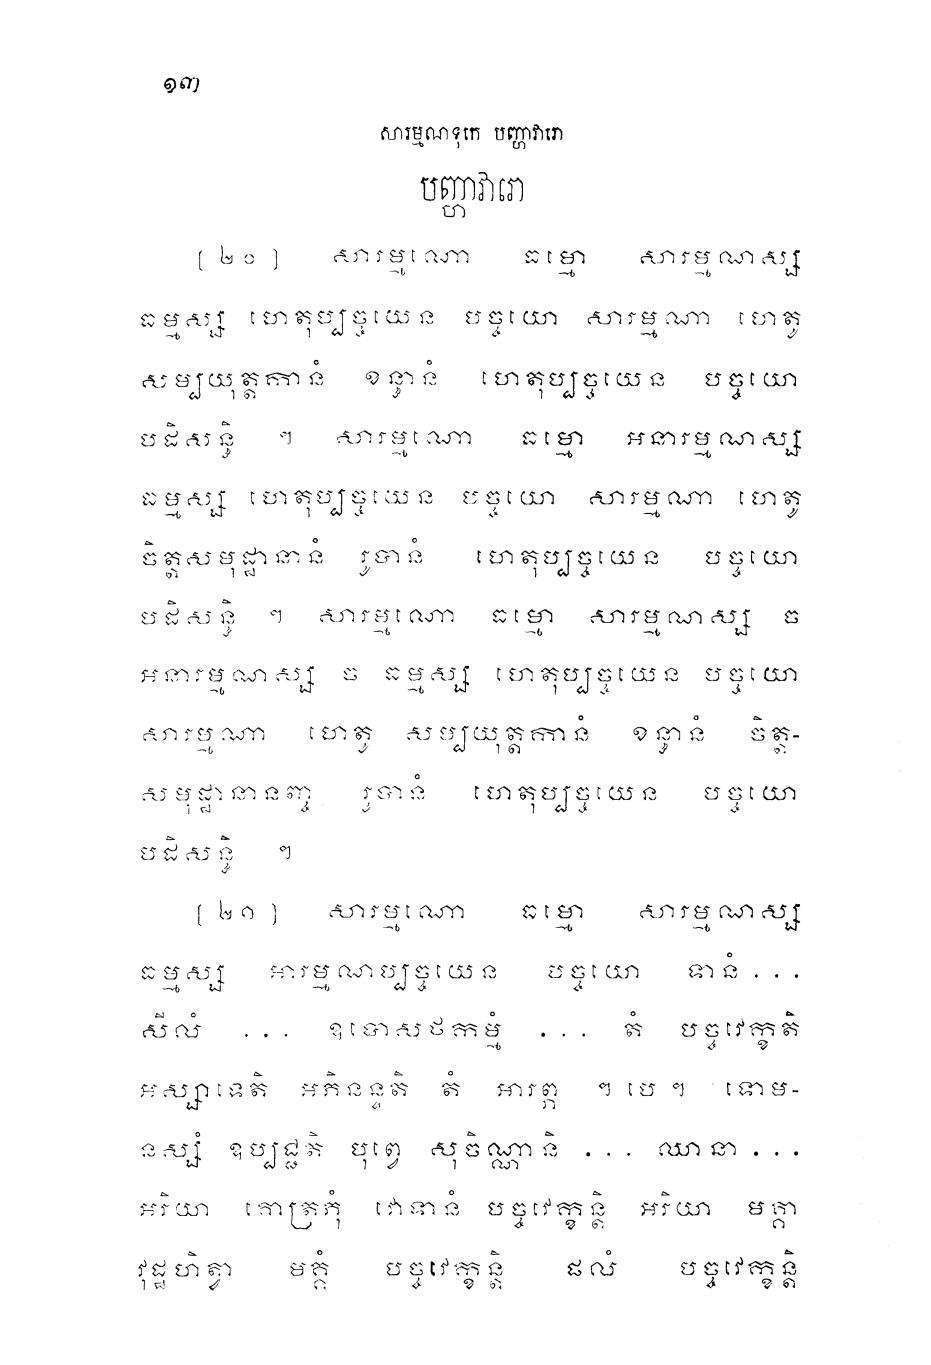 ១៣
សារម្មណទុកេ បញ្ហាវារោ
បញ្ហាវារោ
[២០] សារម្មណោ ធម្មោ សារម្មណស្ស
ធម្មស្ស ហេតុប្បច្ចយេន បច្ចយោ សារម្មណា ហេតូ
សម្បយុត្តកានំ ខន្ធានំ ហេតុប្បច្ចយេន បច្ចយោ
បដិសន្ធិ ។ សារម្មណោ ធម្មោ អនារម្មណស្ស
ធម្មស្ស ហេតុប្បច្ចយេន បច្ចយោ សារម្មណា ហេតូ
ចិត្តសមុដ្ឋានានំ រូបានំ ហេតុប្បច្ចយេន បច្ចយោ
បដិសន្ធិ ។ សារម្មណោ ធម្មោ សារម្មណស្ស ច
អនារម្មណស្ស ច ធម្មស្ស ហេតុប្បច្ចយេន បច្ចយោ
សារម្មណា ហេតូ សប្បយុត្តកានំ ខន្ធានំ ចិត្ត-
សមុដ្ឋានានញ្ច រូបានំ ហេតុប្បច្ចយេន បច្ចយោ
បដិសន្ធិ ។
[២១] សារម្មណោ ធម្មោ សារម្មណស្ស
ធម្មស្ស អារម្មណប្បច្ចយេន បច្ចយោ ទានំ ...
សីលំ ... ឧបោសថកម្មំ ... តំ បច្ចវេក្ខតិ
អស្សាទេតិ អភិនន្ទតិ តំ អារព្ភ ។ បេ ។ ទោម-
នស្សំ ឧប្បជ្ជតិ បុព្វេ សុចិណ្ណានិ ... ឈានា ...
អរិយា គោត្រភុំ វោទានំ បច្ចវេក្ខន្តិ អរិយា មគ្គា
វុដ្ឋហិត្វា មគ្គំ បច្ចវេក្ខន្តិ ផលំ បច្ចវេក្ខន្តិ